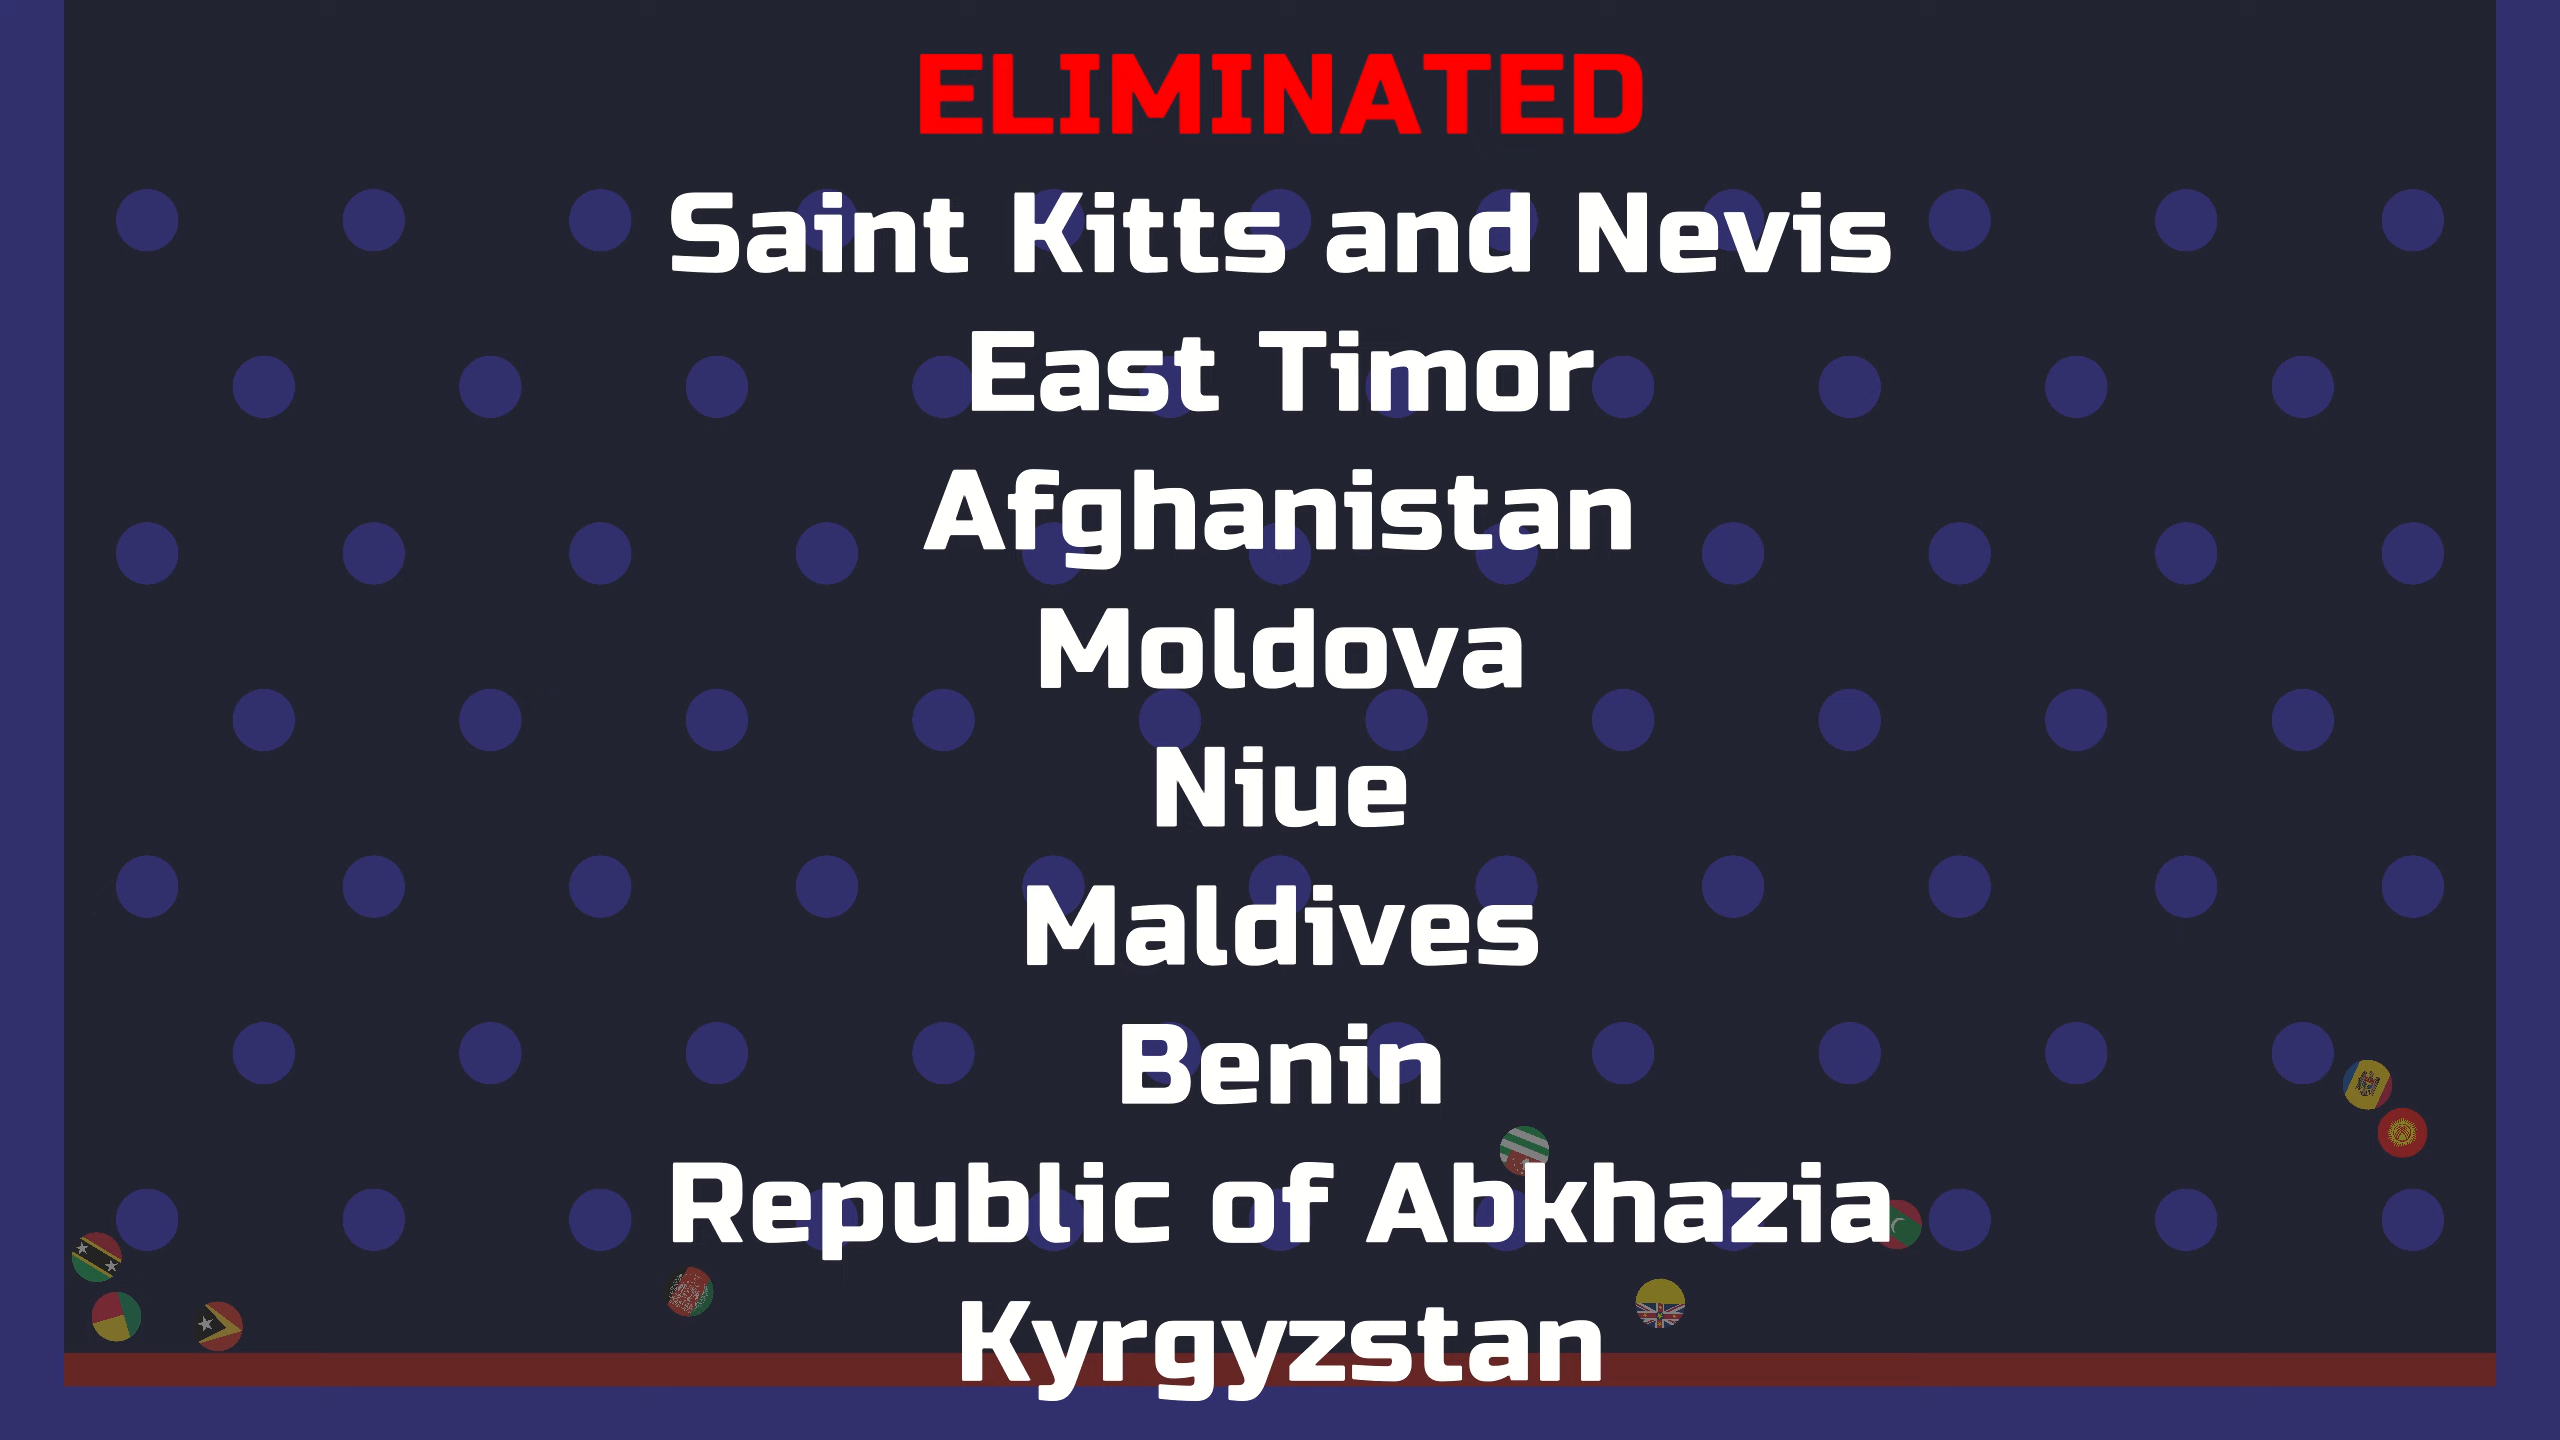 ELIMINATED
Saint Kitts and Nevis
East Timor
Afghanistan
Moldova
Niue
Maldives
Benin
Republic of Abkhazia
Kyrgyzstan